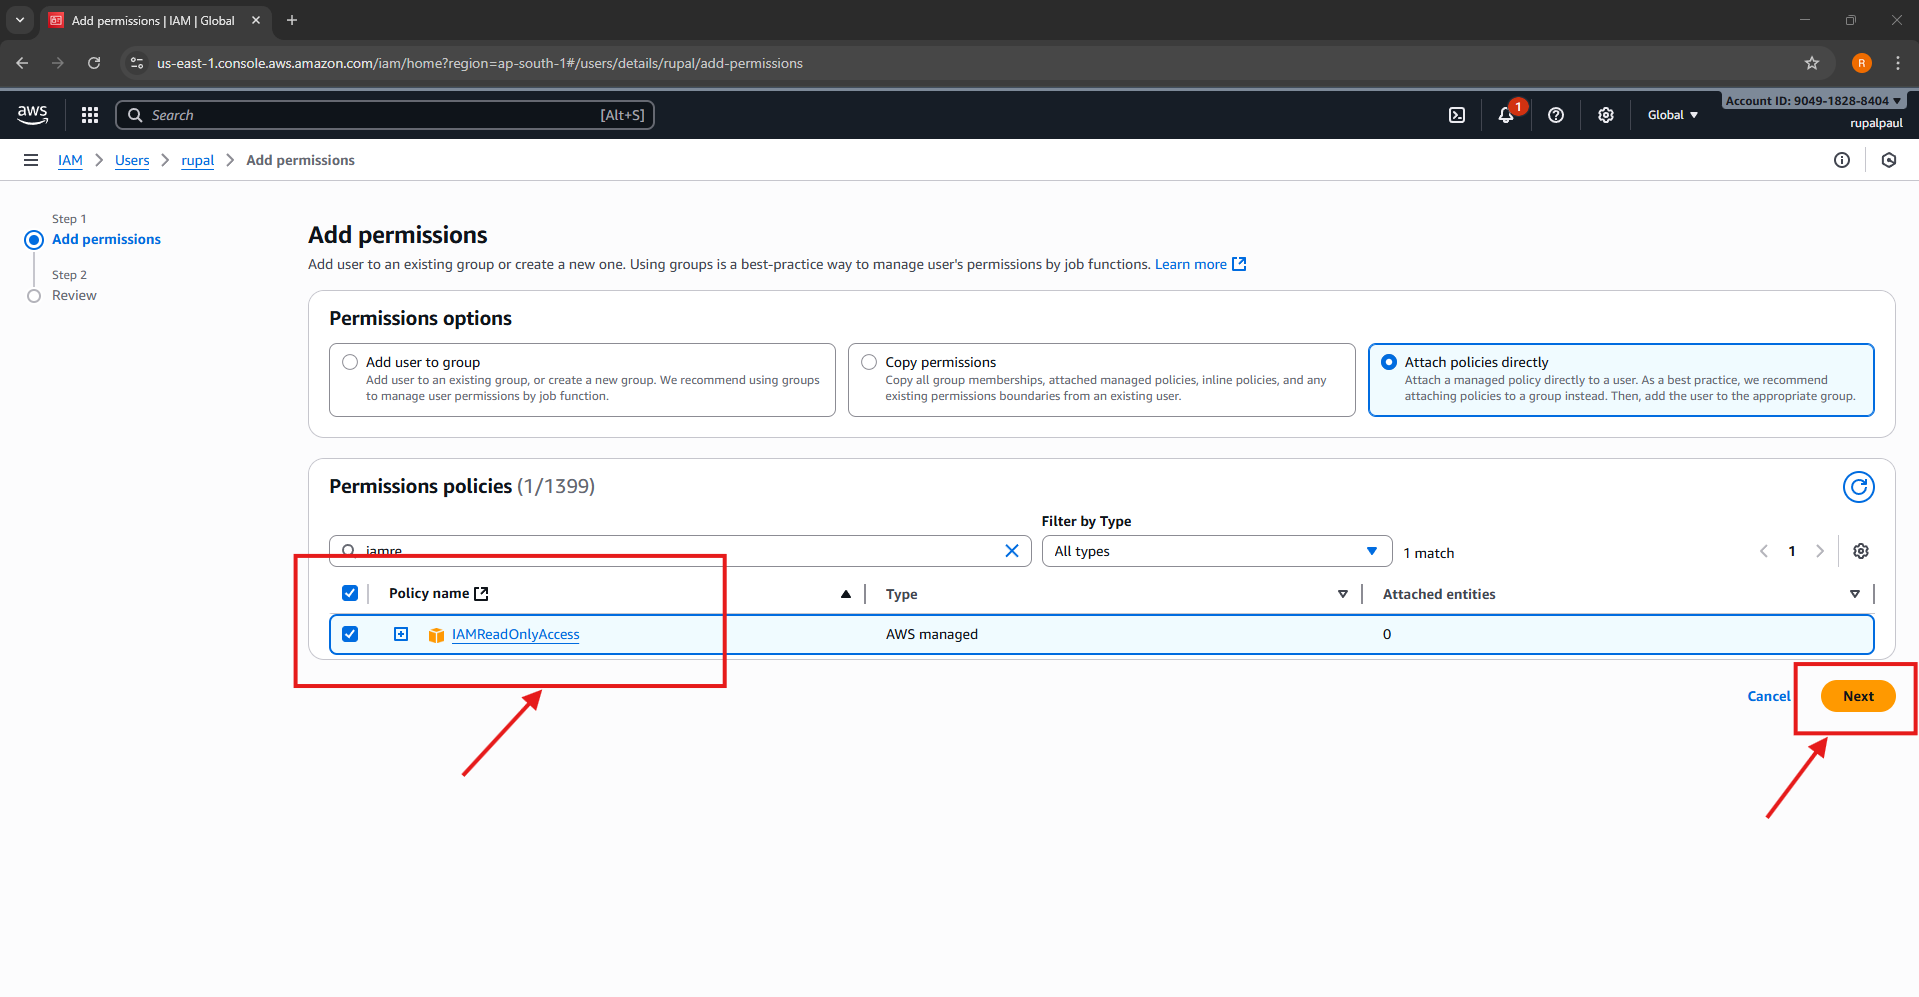 Add permissions | IAM | Global
us-east-1.console.aws.amazon.com/iam/home?region=ap-south-1#/users/details/rupal/add-permissions
R
aws
Search
[Alt+S]
1
Global
Account ID: 9049-1828-8404
rupalpaul
IAM
Users
rupal
Add permissions
Step 1
Add permissions
Step 2
Review
Add permissions
Add user to an existing group or create a new one. Using groups is a best-practice way to manage user's permissions by job functions. Learn more
Permissions options
Add user to group
Add user to an existing group, or create a new group. We recommend using groups
to manage user permissions by job function.
Copy permissions
Copy all group memberships, attached managed policies, inline policies, and any
existing permissions boundaries from an existing user.
Attach policies directly
Attach a managed policy directly to a user. As a best practice, we recommend
attaching policies to a group instead. Then, add the user to the appropriate group.
Permissions policies (1/1399)
Filter by Type
iamre
All types
1 match
1
Policy name
Type
Attached entities
IAMReadOnlyAccess
AWS managed
0
Cancel
Next